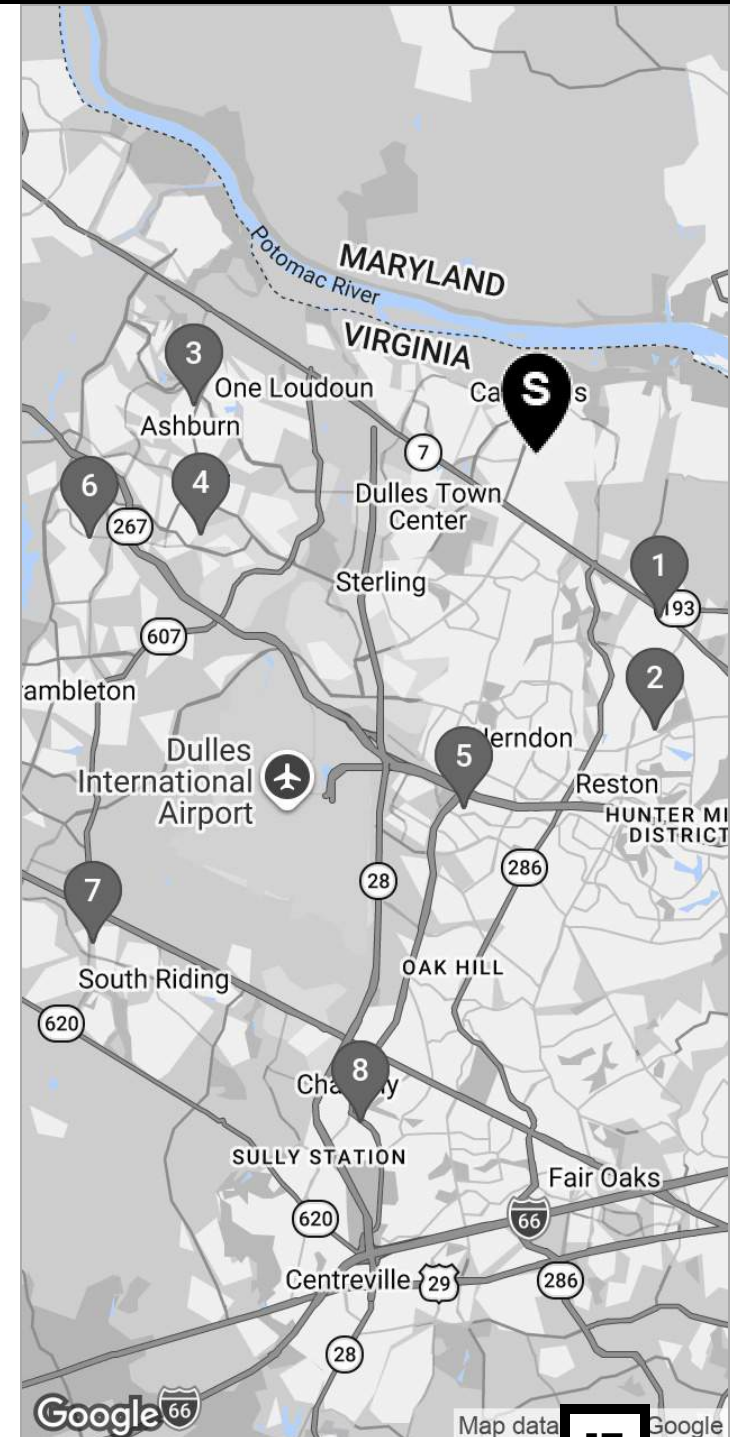 MARYLAND
Potomac River
VIRGINIA
3
One Loudoun
S
Ashburn
7
6
4
Dulles Town
Center
267
Sterling
1
193
607
2
5
Dulles
International
Airport
Reston
HUNTER MI
DISTRICT
28
286
7
OAK HILL
South Riding
620
8
SULLY STATION
Fair Oaks
620
66
Centreville
29
286
28
Google
66
Map data
Google